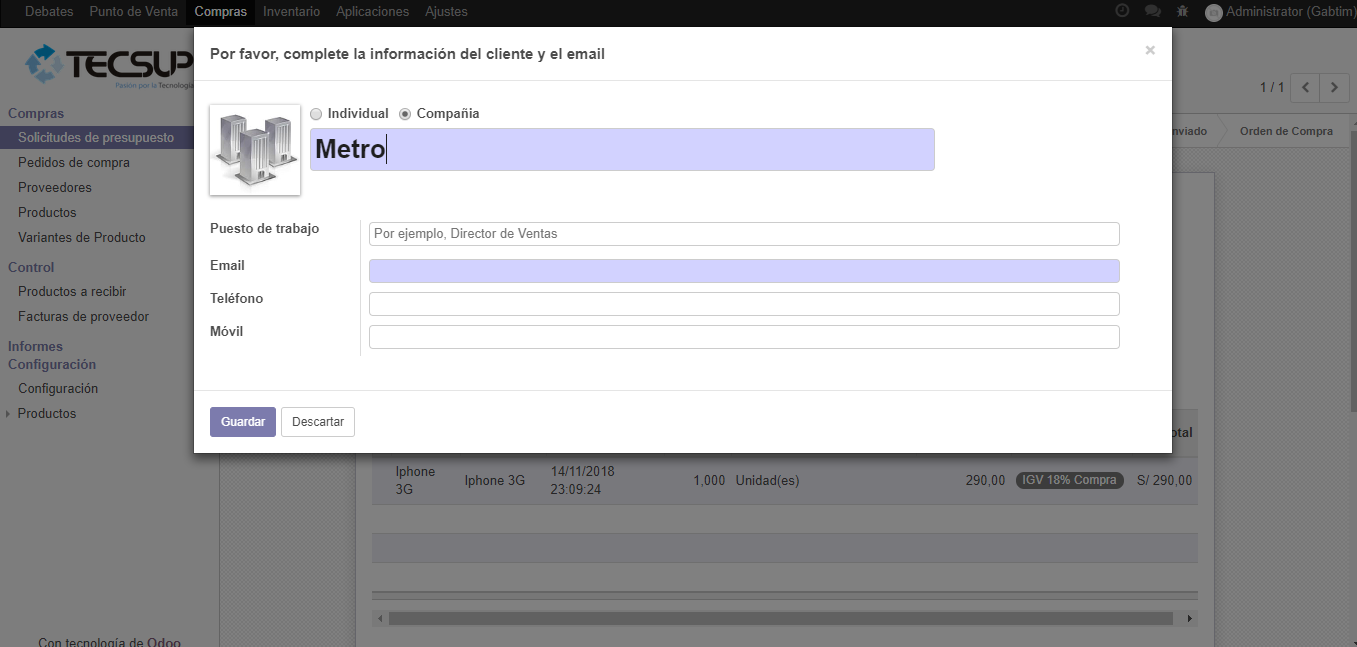 Debates Punto de Venta Compras Inventario Aplicaciones Ajustes Administrator (Gabtim)
TECSUP
Pasión por la Tecnología
Compras
Solicitudes de presupuesto
Pedidos de compra
Proveedores
Productos
Variantes de Producto
Control
Productos a recibir
Facturas de proveedor
Informes
Configuración
Configuración
Productos
Con tecnología de Odoo
Por favor, complete la información del cliente y el email ×
Individual Compañia
Metro
Puesto de trabajo Por ejemplo, Director de Ventas
Email
Teléfono
Móvil
Guardar Descartar
1 / 1
nviado Orden de Compra
otal
Iphone 3G Iphone 3G 14/11/2018 23:09:24 1,000 Unidad(es) 290,00 IGV 18% Compra S/ 290,00